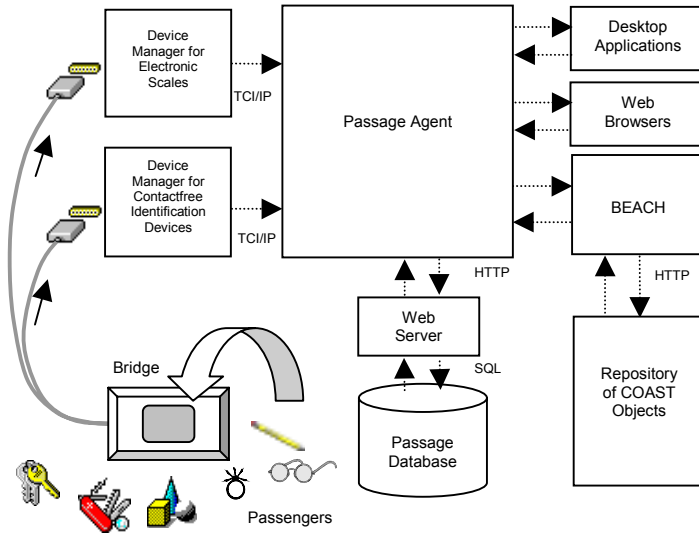 Device
Manager for
Electronic
Scales
TCI/IP
Passage Agent
Desktop
Applications
Web
Browsers
Device
Manager for
Contactfree
Identification
Devices
TCI/IP
BEACH
HTTP
HTTP
Web
Server
SQL
Bridge
Passage
Database
Repository
of COAST
Objects
Passengers